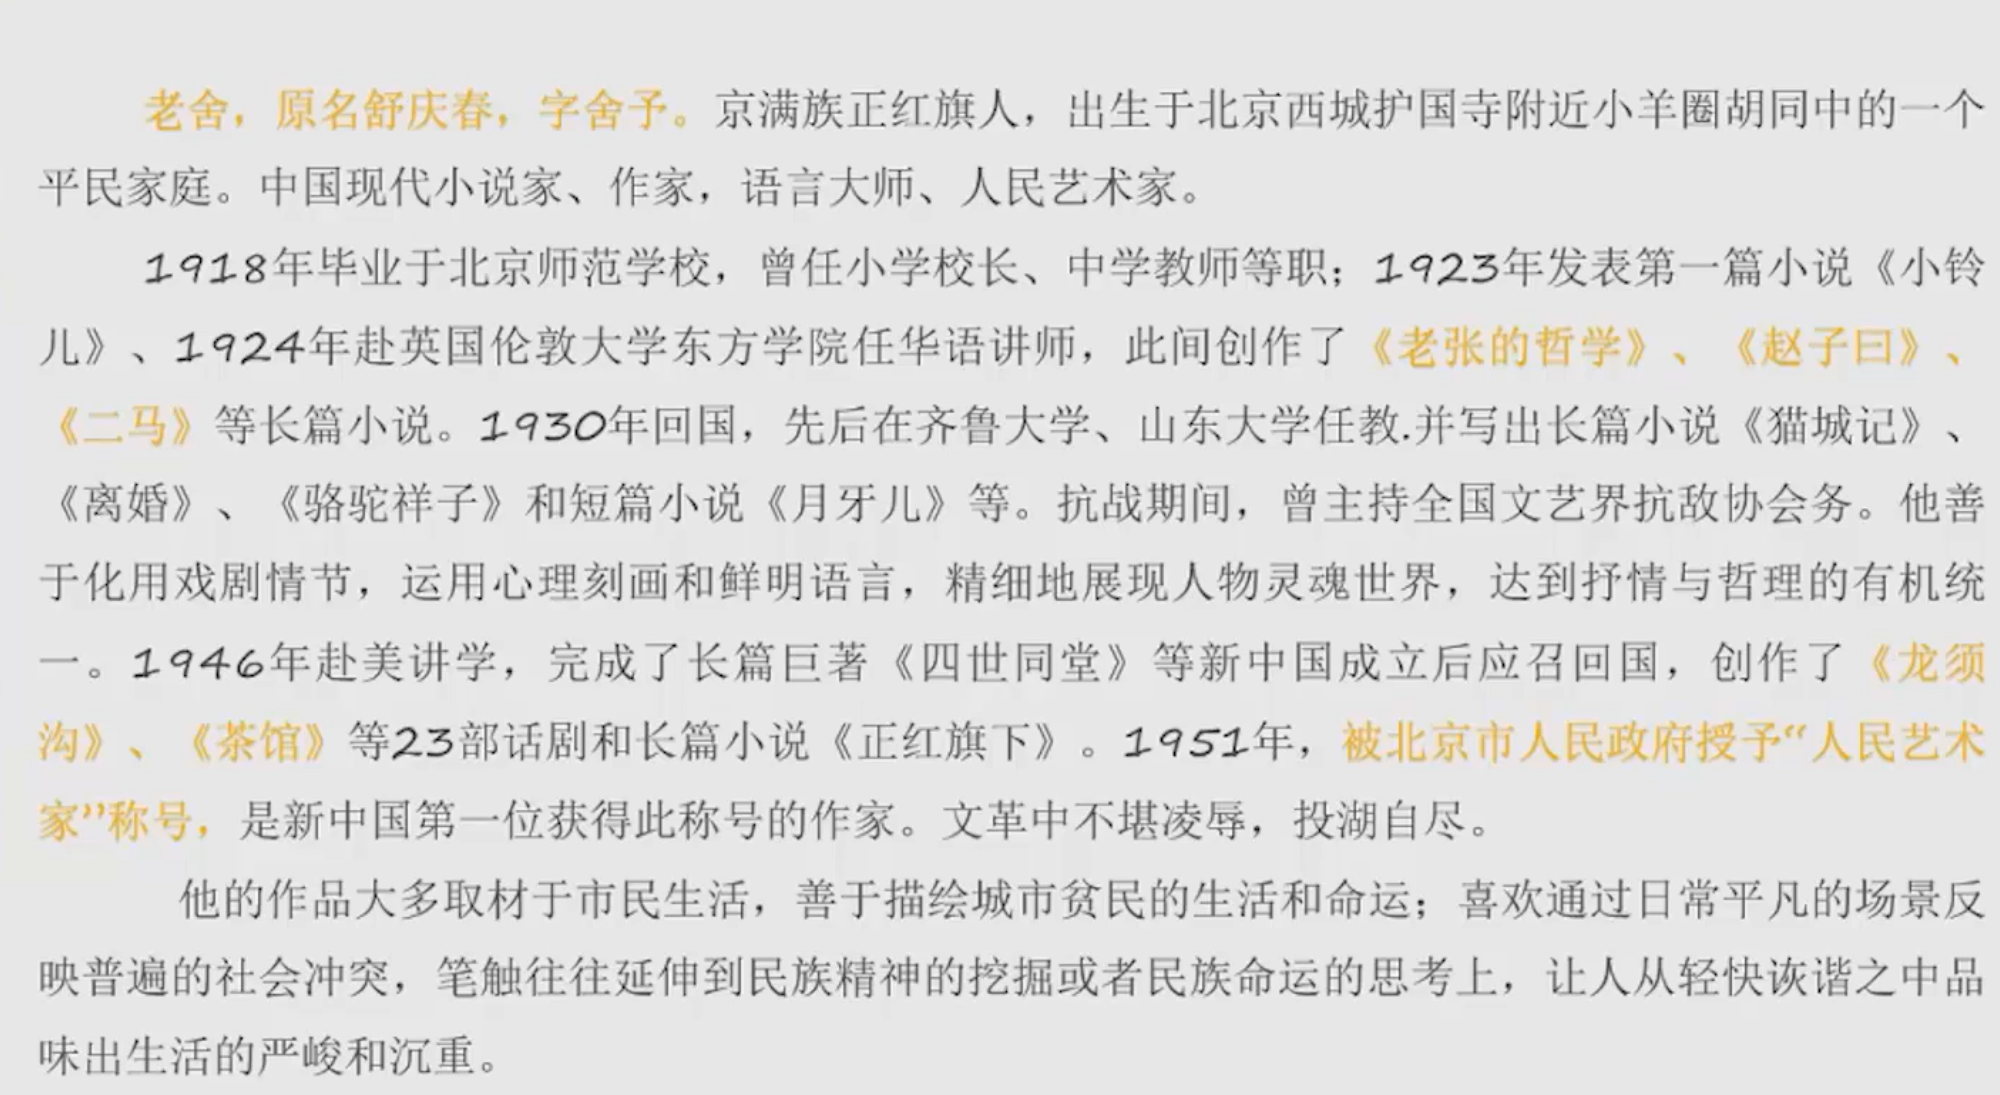 老舍，原名舒庆春，字舍予。京满族正红旗人，出生于北京西城护国寺附近小羊圈胡同中的一个
平民家庭。中国现代小说家、作家，语言大师、人民艺术家。
1918年毕业于北京师范学校，曾任小学校长、中学教师等职；1923年发表第一篇小说《小铃
儿》、1924年赴英国伦敦大学东方学院任华语讲师，此间创作了《老张的哲学》、《赵子曰》、
《二马》等长篇小说。1930年回国，先后在齐鲁大学、山东大学任教.并写出长篇小说《猫城记》、
《离婚》、《骆驼祥子》和短篇小说《月牙儿》等。抗战期间，曾主持全国文艺界抗敌协会务。他善
于化用戏剧情节，运用心理刻画和鲜明语言，精细地展现人物灵魂世界，达到抒情与哲理的有机统
一。1946年赴美讲学，完成了长篇巨著《四世同堂》等新中国成立后应召回国，创作了《龙须
沟》、《茶馆》等23部话剧和长篇小说《正红旗下》。1951年，被北京市人民政府授予“人民艺术
家”称号，是新中国第一位获得此称号的作家。文革中不堪凌辱，投湖自尽。
他的作品大多取材于市民生活，善于描绘城市贫民的生活和命运；喜欢通过日常平凡的场景反
映普遍的社会冲突，笔触往往延伸到民族精神的挖掘或者民族命运的思考上，让人从轻快诙谐之中品
味出生活的严峻和沉重。